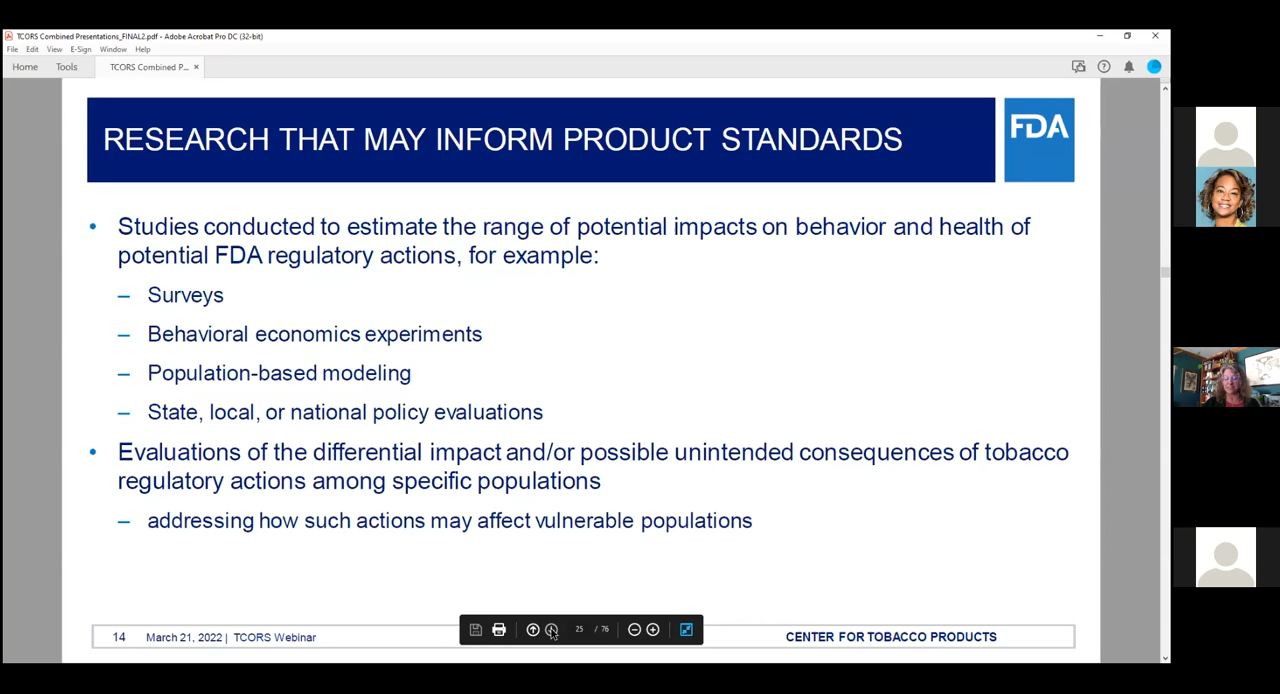 TCORS Combined Presentations_FINAL2.pdf - Adobe Acrobat Pro DC (32-bit)
File Edit View E-Sign Window Help
Home Tools TCORS Combined P... ×
RESEARCH THAT MAY INFORM PRODUCT STANDARDS
FDA
• Studies conducted to estimate the range of potential impacts on behavior and health of
potential FDA regulatory actions, for example:
– Surveys
– Behavioral economics experiments
– Population-based modeling
– State, local, or national policy evaluations
• Evaluations of the differential impact and/or possible unintended consequences of tobacco
regulatory actions among specific populations
– addressing how such actions may affect vulnerable populations
14 March 21, 2022 | TCORS Webinar
25 / 76
CENTER FOR TOBACCO PRODUCTS